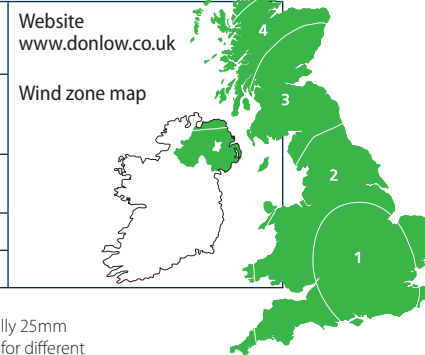 Website
www.donlow.co.uk
Wind zone map
4
3
2
1
lly 25mm
for different